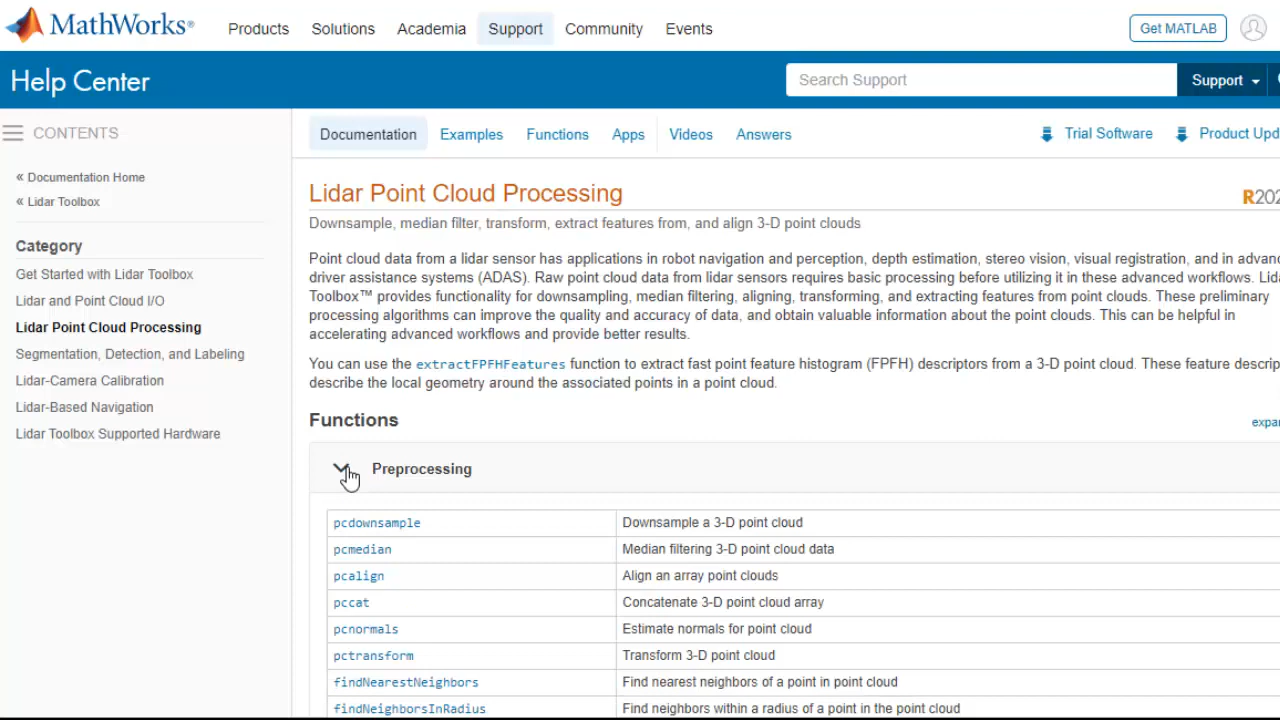 MathWorks®
Products Solutions Academia Support Community Events
Get MATLAB
Help Center
Search Support
Support
CONTENTS
« Documentation Home
« Lidar Toolbox
Category
Get Started with Lidar Toolbox
Lidar and Point Cloud I/O
Lidar Point Cloud Processing
Segmentation, Detection, and Labeling
Lidar-Camera Calibration
Lidar-Based Navigation
Lidar Toolbox Supported Hardware
Documentation Examples Functions Apps Videos Answers
Trial Software Product Upd
Lidar Point Cloud Processing
R202
Downsample, median filter, transform, extract features from, and align 3-D point clouds
Point cloud data from a lidar sensor has applications in robot navigation and perception, depth estimation, stereo vision, visual registration, and in advanc
driver assistance systems (ADAS). Raw point cloud data from lidar sensors requires basic processing before utilizing it in these advanced workflows. Lida
Toolbox™ provides functionality for downsampling, median filtering, aligning, transforming, and extracting features from point clouds. These preliminary
processing algorithms can improve the quality and accuracy of data, and obtain valuable information about the point clouds. This can be helpful in
accelerating advanced workflows and provide better results.
You can use the extractFPFHFeatures function to extract fast point feature histogram (FPFH) descriptors from a 3-D point cloud. These feature descrip
describe the local geometry around the associated points in a point cloud.
Functions
expan
Preprocessing
pcdownsample Downsample a 3-D point cloud
pcmedian Median filtering 3-D point cloud data
pcalign Align an array point clouds
pccat Concatenate 3-D point cloud array
pcnormals Estimate normals for point cloud
pctransform Transform 3-D point cloud
findNearestNeighbors Find nearest neighbors of a point in point cloud
findNeighborsInRadius Find neighbors within a radius of a point in the point cloud